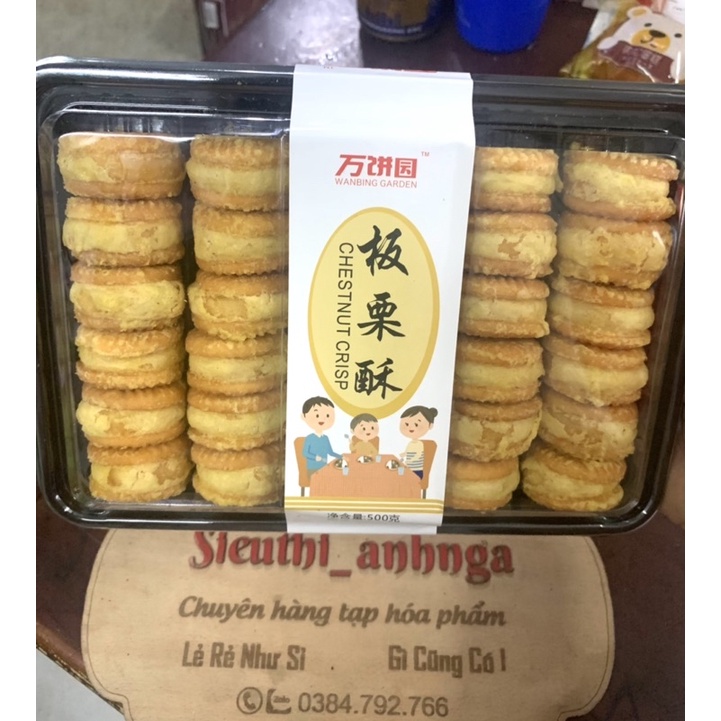 万饼园 TM
WANBING GARDEN
板栗酥
CHESTNUT CRISP
净含量:500克
Sieuthi_anhnga
Chuyên hàng tạp hóa phẩm
Lẻ Rẻ Như Sỉ Gì Cũng Có !
0384.792.766